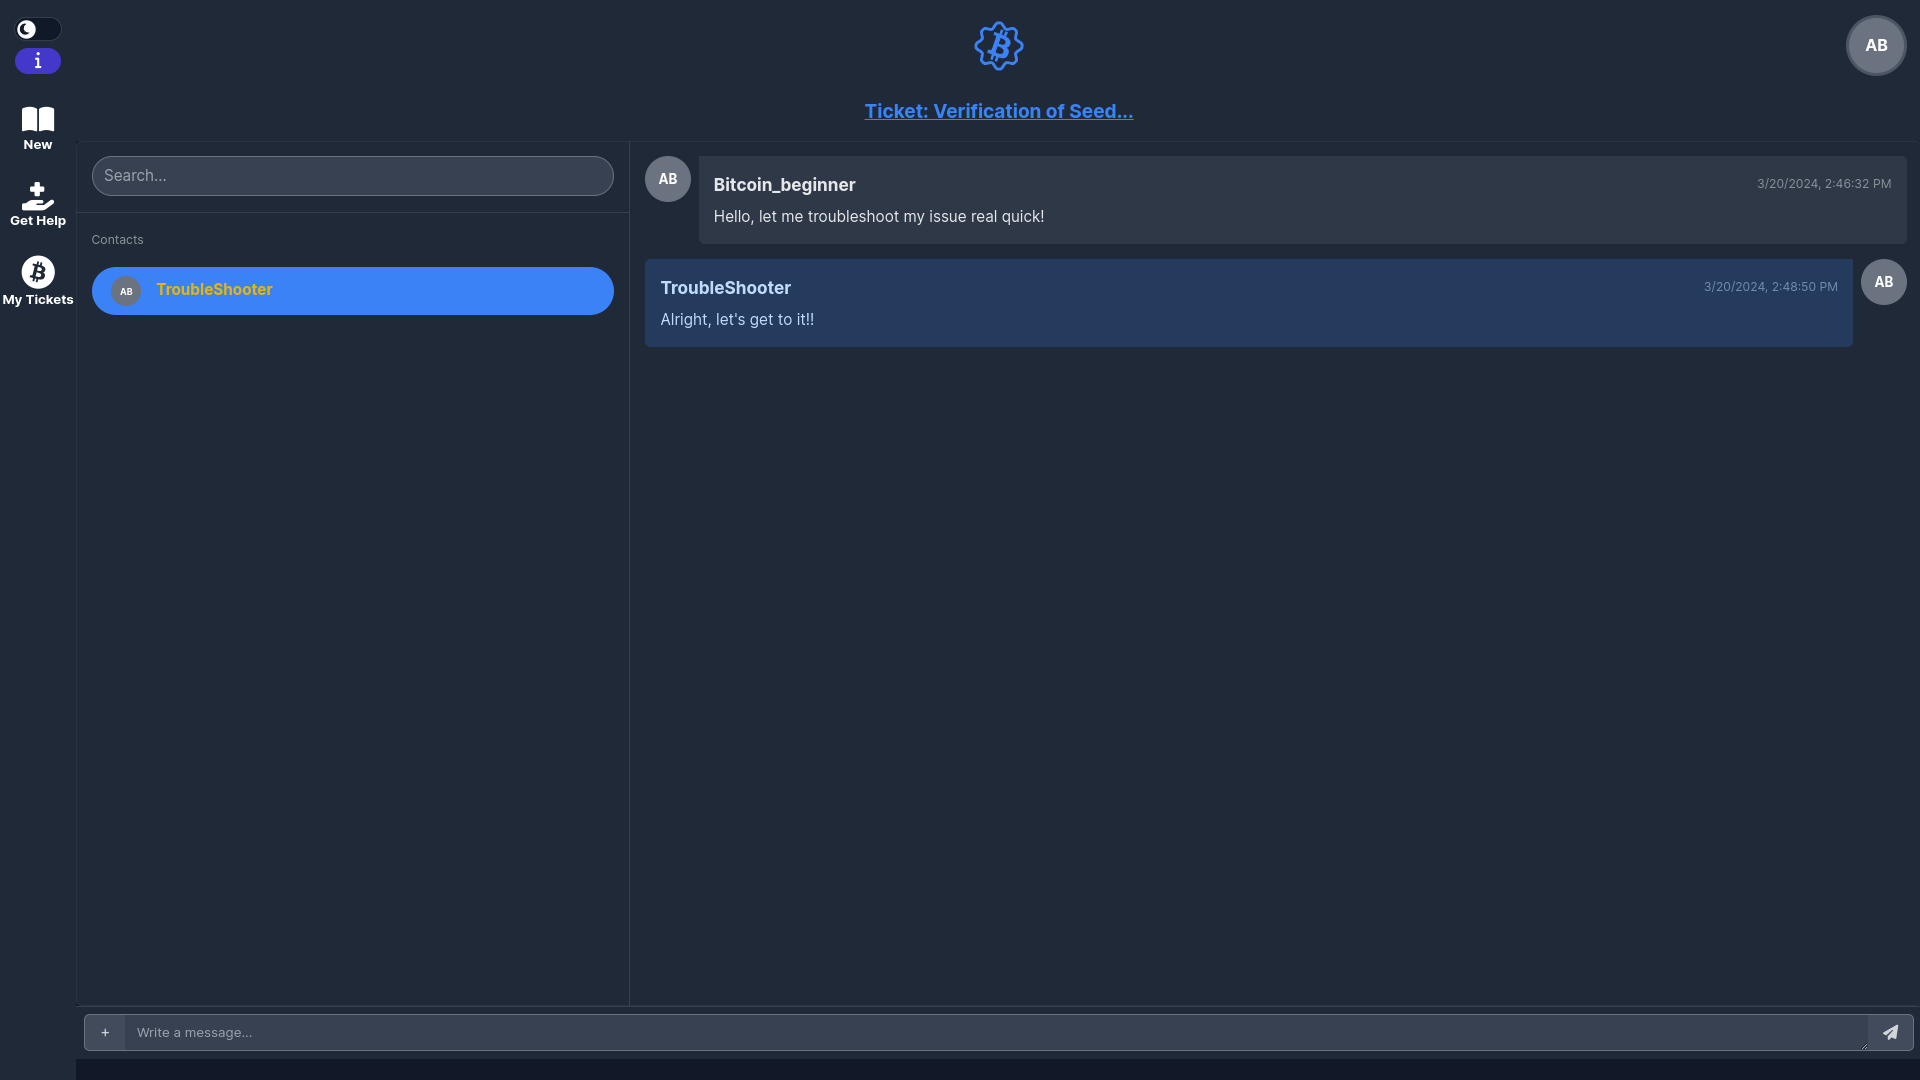 AB
Ticket: Verification of Seed...
New
Get Help
My Tickets
Search...
Contacts
AB
TroubleShooter
AB
Bitcoin_beginner
3/20/2024, 2:46:32 PM
Hello, let me troubleshoot my issue real quick!
TroubleShooter
3/20/2024, 2:48:50 PM
AB
Alright, let's get to it!!
+
Write a message...